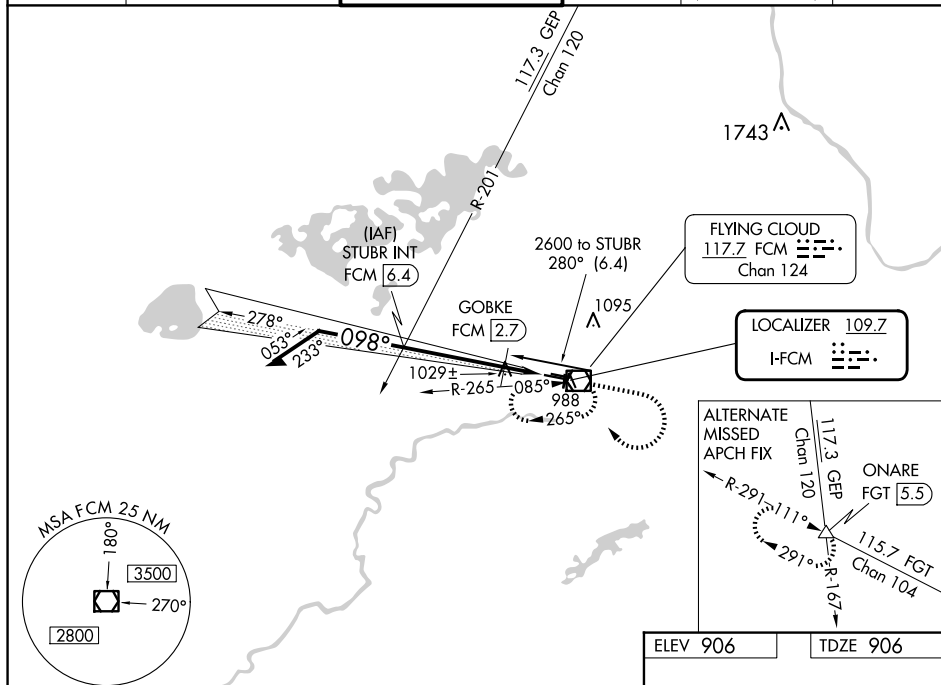 117.3 GEP
Chan 120
R-201
1743
(IAF)
STUBR INT
FCM 6.4
2600 to STUBR
280° (6.4)
FLYING CLOUD
117.7 FCM
Chan 124
GOBKE
FCM 2.7
1095
LOCALIZER 109.7
I-FCM
278°
053°
233°
098°
1029±
R-265
085°
988
265°
ALTERNATE
MISSED
APCH FIX
117.3 GEP
Chan 120
ONARE
FGT 5.5
R-291
111°
291°
115.7 FGT
Chan 104
R-167
MSA FCM 25 NM
180°
3500
270°
2800
ELEV 906
TDZE 906